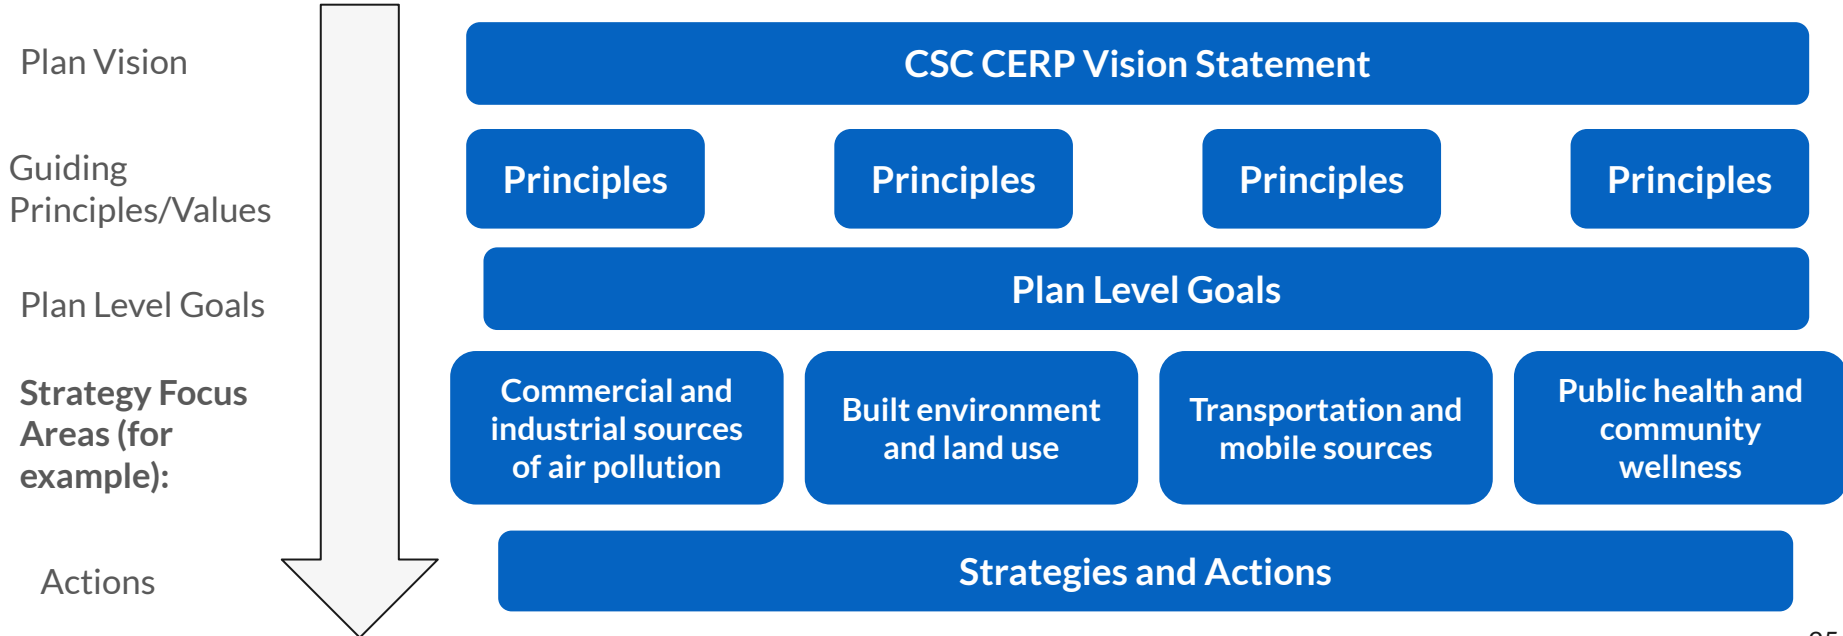 Plan Vision
CSC CERP Vision Statement
Guiding
Principles/Values
Principles
Principles
Principles
Principles
Plan Level Goals
Plan Level Goals
Strategy Focus
Areas (for
example):
Commercial and
industrial sources
of air pollution
Built environment
and land use
Transportation and
mobile sources
Public health and
community
wellness
Actions
Strategies and Actions